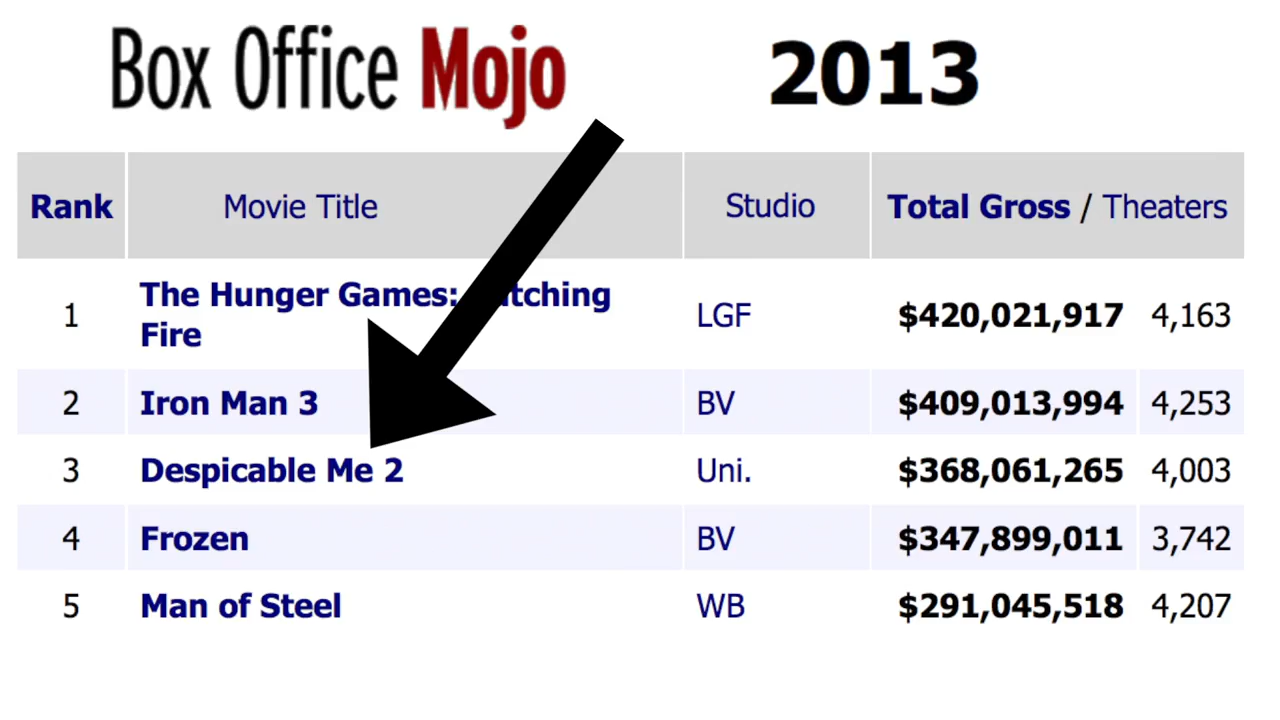 Box Office Mojo 2013
Rank Movie Title Studio Total Gross / Theaters
1 The Hunger Games: tching Fire LGF $420,021,917 4,163
2 Iron Man 3 BV $409,013,994 4,253
3 Despicable Me 2 Uni. $368,061,265 4,003
4 Frozen BV $347,899,011 3,742
5 Man of Steel WB $291,045,518 4,207